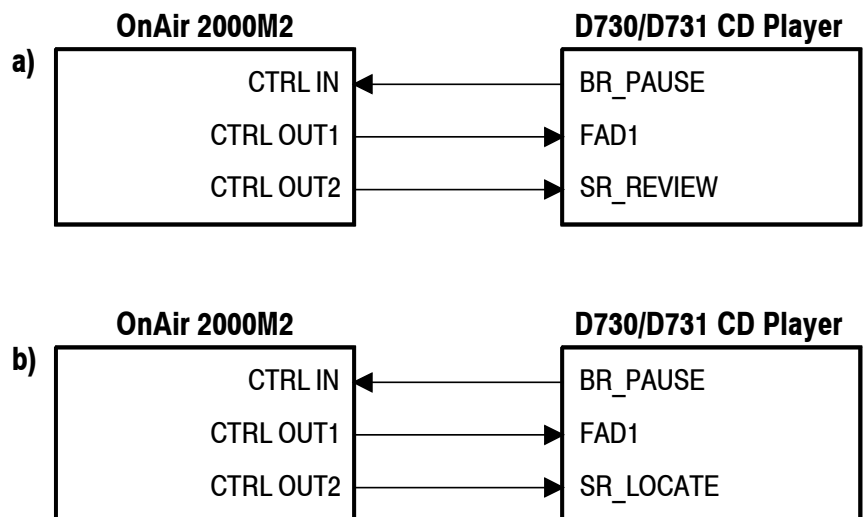 OnAir 2000M2 D730/D731 CD Player
a)
CTRL IN BR_PAUSE
CTRL OUT1 FAD1
CTRL OUT2 SR_REVIEW
OnAir 2000M2 D730/D731 CD Player
b)
CTRL IN BR_PAUSE
CTRL OUT1 FAD1
CTRL OUT2 SR_LOCATE